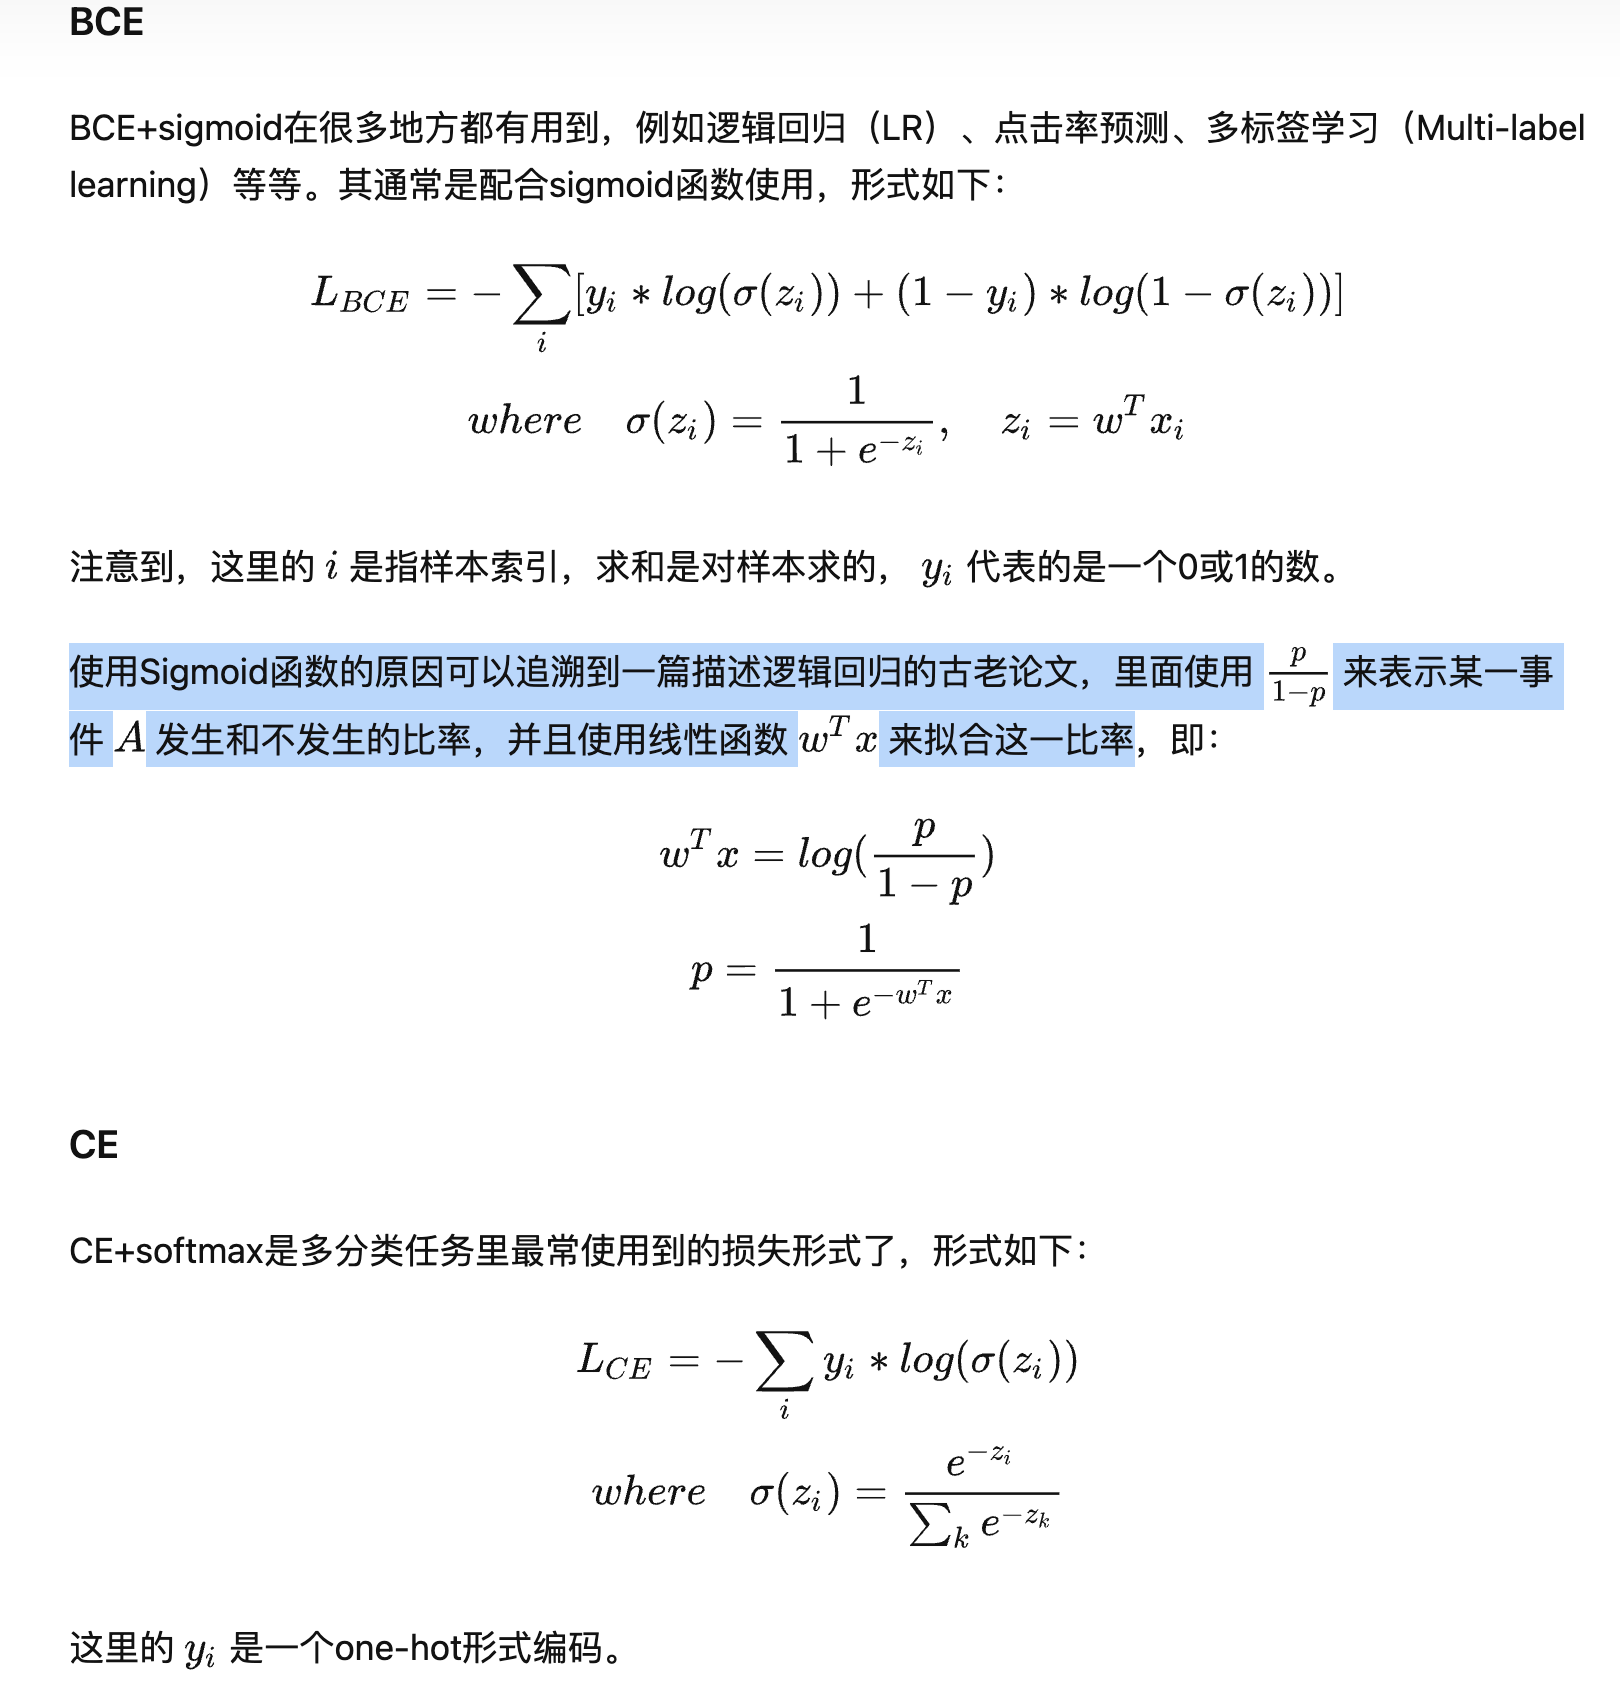 BCE
BCE+sigmoid在很多地方都有用到，例如逻辑回归（LR）、点击率预测、多标签学习（Multi-label
learning）等等。其通常是配合sigmoid函数使用，形式如下：
$L_{BCE} = -\sum_i [y_i * log(\sigma(z_i)) + (1 - y_i) * log(1 - \sigma(z_i))]$
$where \quad \sigma(z_i) = \frac{1}{1 + e^{-z_i}}, \quad z_i = w^T x_i$
注意到，这里的 $i$ 是指样本索引，求和是对样本求的， $y_i$ 代表的是一个0或1的数。
使用Sigmoid函数的原因可以追溯到一篇描述逻辑回归的古老论文，里面使用 $\frac{p}{1-p}$ 来表示某一事
件 $A$ 发生和不发生的比率，并且使用线性函数 $w^T x$ 来拟合这一比率，即：
$w^T x = log(\frac{p}{1 - p})$
$p = \frac{1}{1 + e^{-w^T x}}$
CE
CE+softmax是多分类任务里最常使用到的损失形式了，形式如下：
$L_{CE} = -\sum_i y_i * log(\sigma(z_i))$
$where \quad \sigma(z_i) = \frac{e^{-z_i}}{\sum_k e^{-z_k}}$
这里的 $y_i$ 是一个one-hot形式编码。